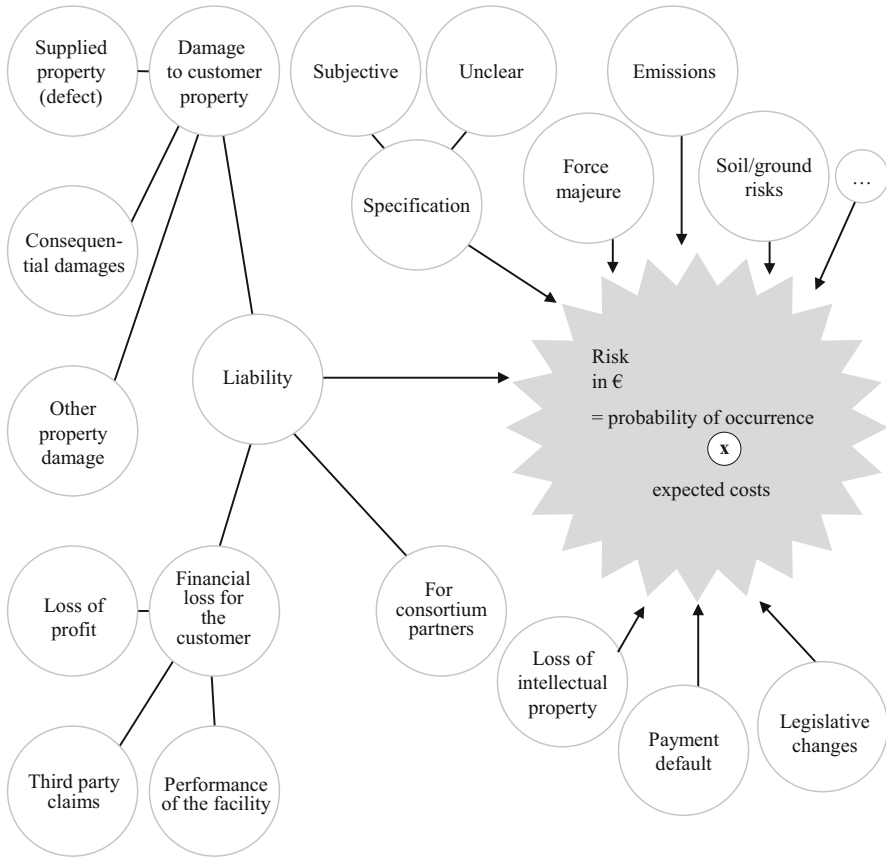 Supplied
property
(defect)
Damage
to customer
property
Subjective
Unclear
Emissions
Force
majeure
Soil/ground
risks
...
Specification
Consequen-
tial damages
Liability
Other
property
damage
Risk
in €
= probability of occurrence
x
expected costs
Loss of
profit
Financial
loss for
the
customer
For
consortium
partners
Loss of
intellectual
property
Payment
default
Legislative
changes
Third party
claims
Performance
of the facility